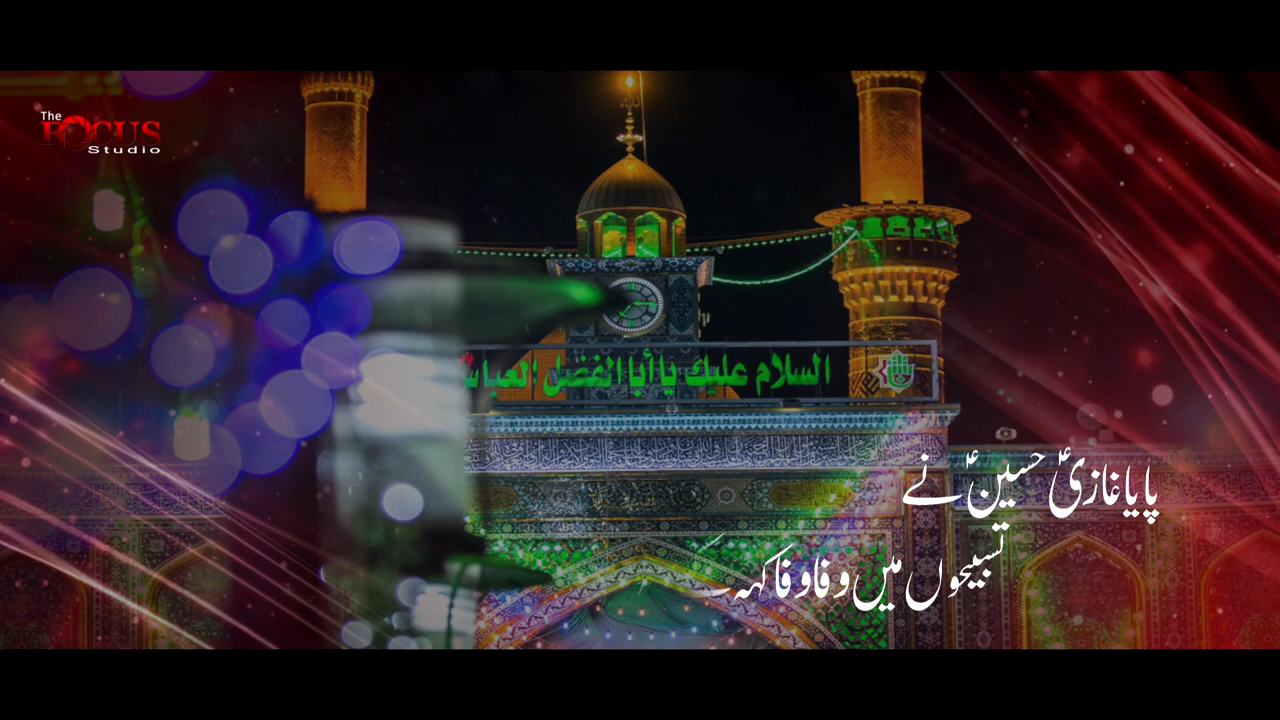 The
FOCUS
Studio
السلام عليك يا أبا الفضل العباس
پایا غازیؑ حسینؑ نے
تسبیحوں میں وفا وفا کہہ